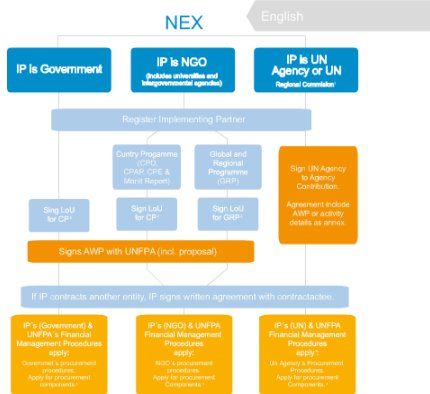 NEX
English
IP is Government
IP is NGO
(includes universities and
intergovernmental agencies)
IP is UN
Agency or UN
Regional Commision
Register Implementing Partner
Cuntry Progamme
(CPD,
CPAP, CPE &
Merit Report)
Global and
Regional
Programme
(GRP)
Sign UN Agency
to Agency
Contribution.
Agreement include
AWP or activity
details as annex.
Sing LoU
for CP
Sign LoU
for CP
Sign LoU
for GRP
Signs AWP with UNFPA (incl. proposal)
If IP contracts another entity, IP signs written agreement with contractactee.
IP´s (Government) &
UNFPA´s Financial
Management Procedures
apply:
Government´s procurement
procedures.
Apply for procurement
components.
IP´s (NGO) & UNFPA
Financial Management
Procedures
apply:
NGO´s procurement
procedures.
Apply for procurement
Components.
IP´s (UN) & UNFPA
Financial Management
Procedures
apply
Un Agency´s Procurement
Procedures.
Apply for procurement
Components.